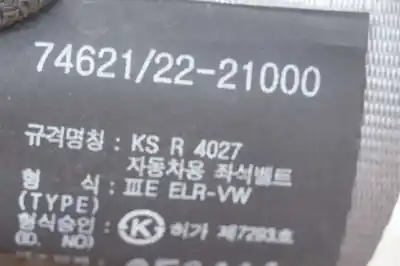 74621/22-21000
규격명칭 : KS R 4027
자동차용 좌석벨트
형 식 : ⅢE ELR-VW
(TYPE)
형식승인 : K 허가 제7283호
(ID. NO)